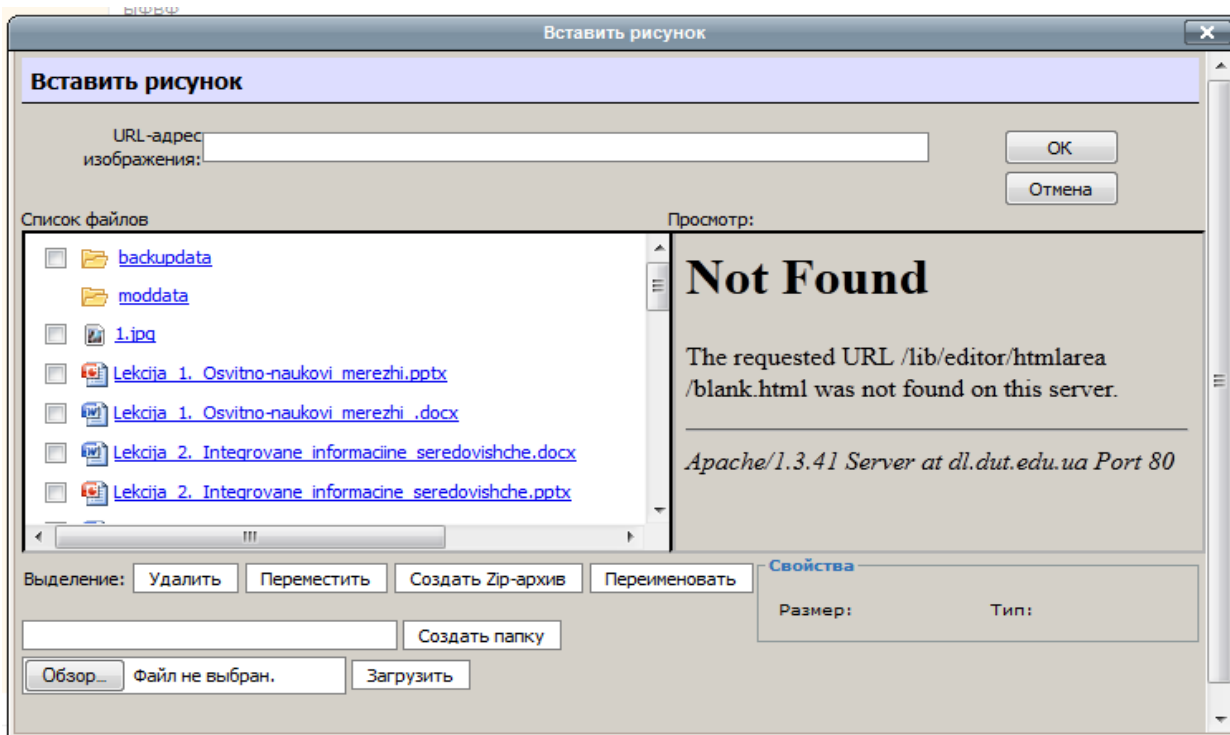 ЫФВФ
Вставить рисунок
Вставить рисунок
URL-адрес
изображения:
OK
Отмена
Список файлов
Просмотр:
backupdata
moddata
1.jpg
Lekcija_1._Osvitno-naukovi_merezhi.pptx
Lekcija_1._Osvitno-naukovi_merezhi_.docx
Lekcija_2._Integrovane_informaciine_seredovishche.docx
Lekcija_2._Integrovane_informacine_seredovishche.pptx
Not Found
The requested URL /lib/editor/htmlarea
/blank.html was not found on this server.
Apache/1.3.41 Server at dl.dut.edu.ua Port 80
Выделение: Удалить Переместить Создать Zip-архив Переименовать
Свойства
Размер: Тип:
Создать папку
Обзор... Файл не выбран. Загрузить